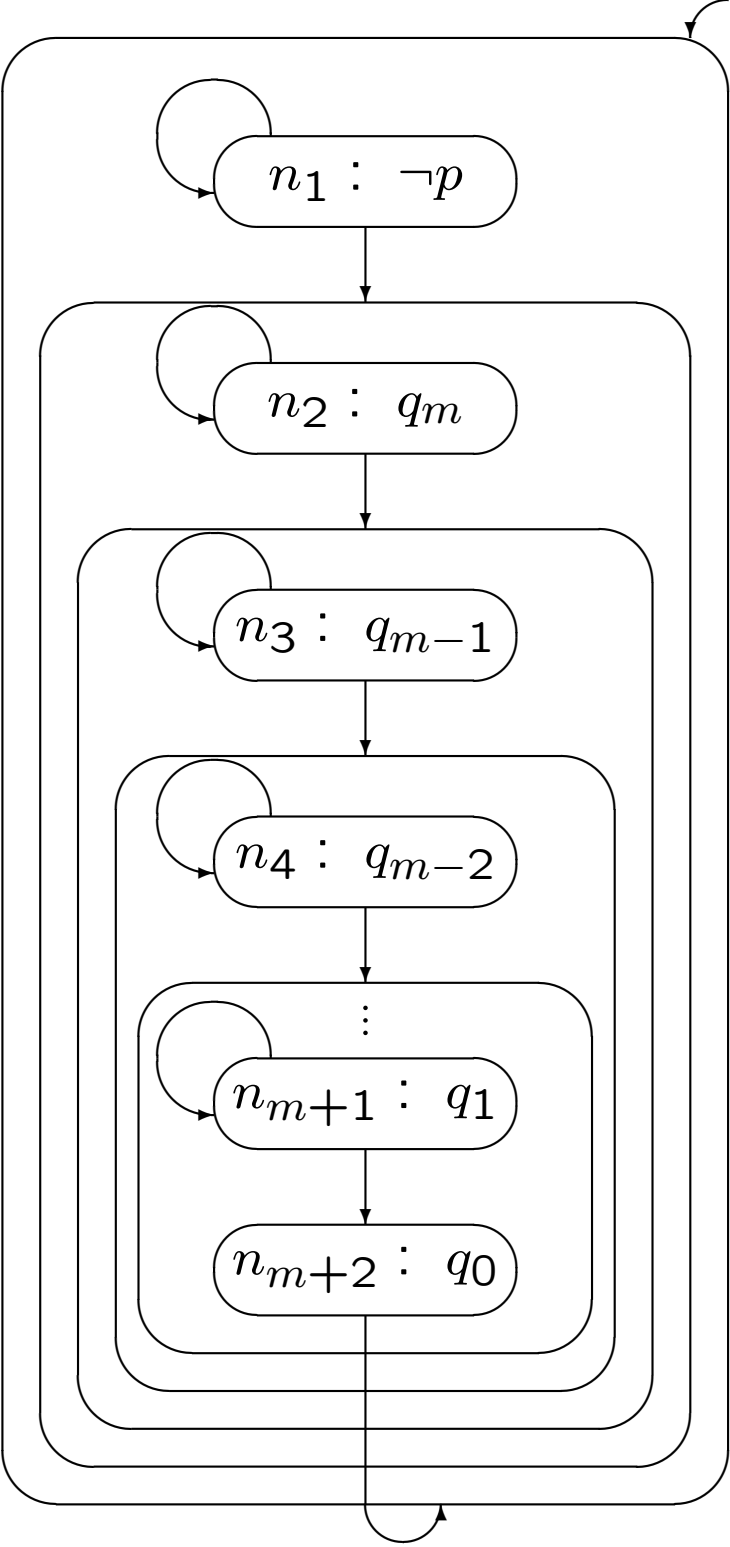 n₁ : ¬p
n₂ : qₘ
n₃ : qₘ₋₁
n₄ : qₘ₋₂
⋮
nₘ₊₁ : q₁
nₘ₊₂ : q₀